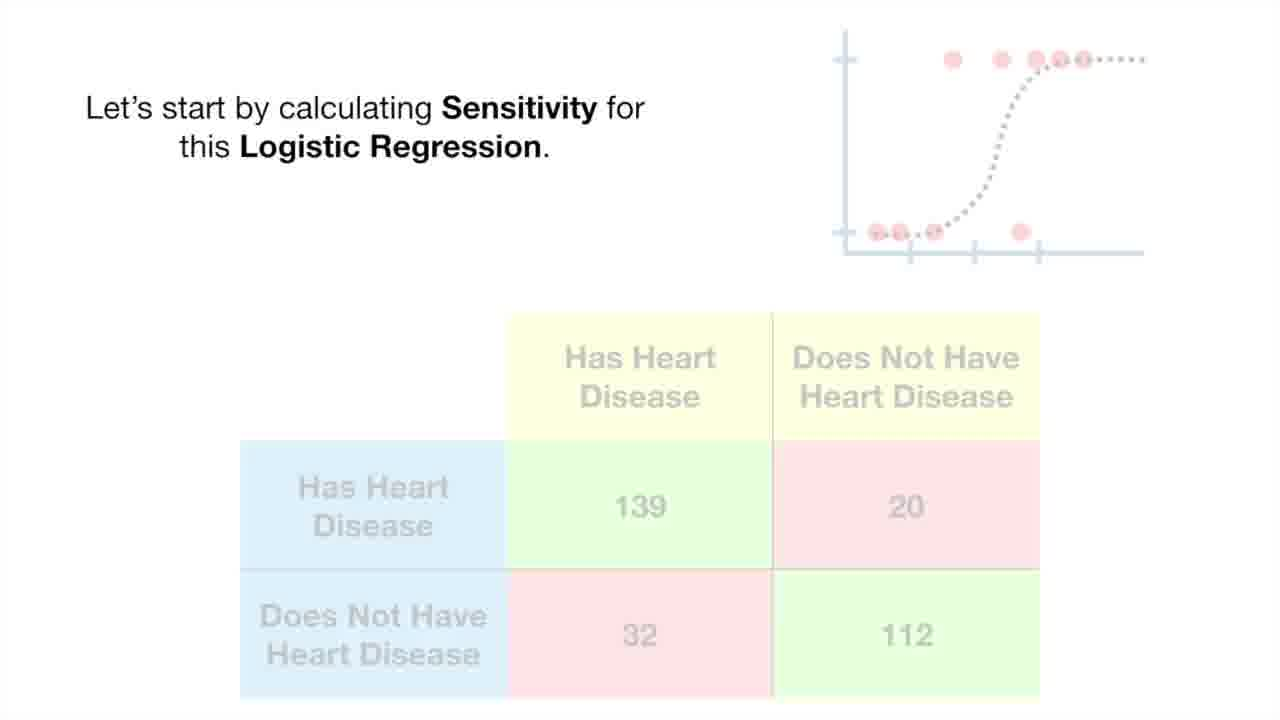 Let's start by calculating Sensitivity for
this Logistic Regression.
Has Heart
Disease
Does Not Have
Heart Disease
Has Heart
Disease
139
20
Does Not Have
Heart Disease
32
112